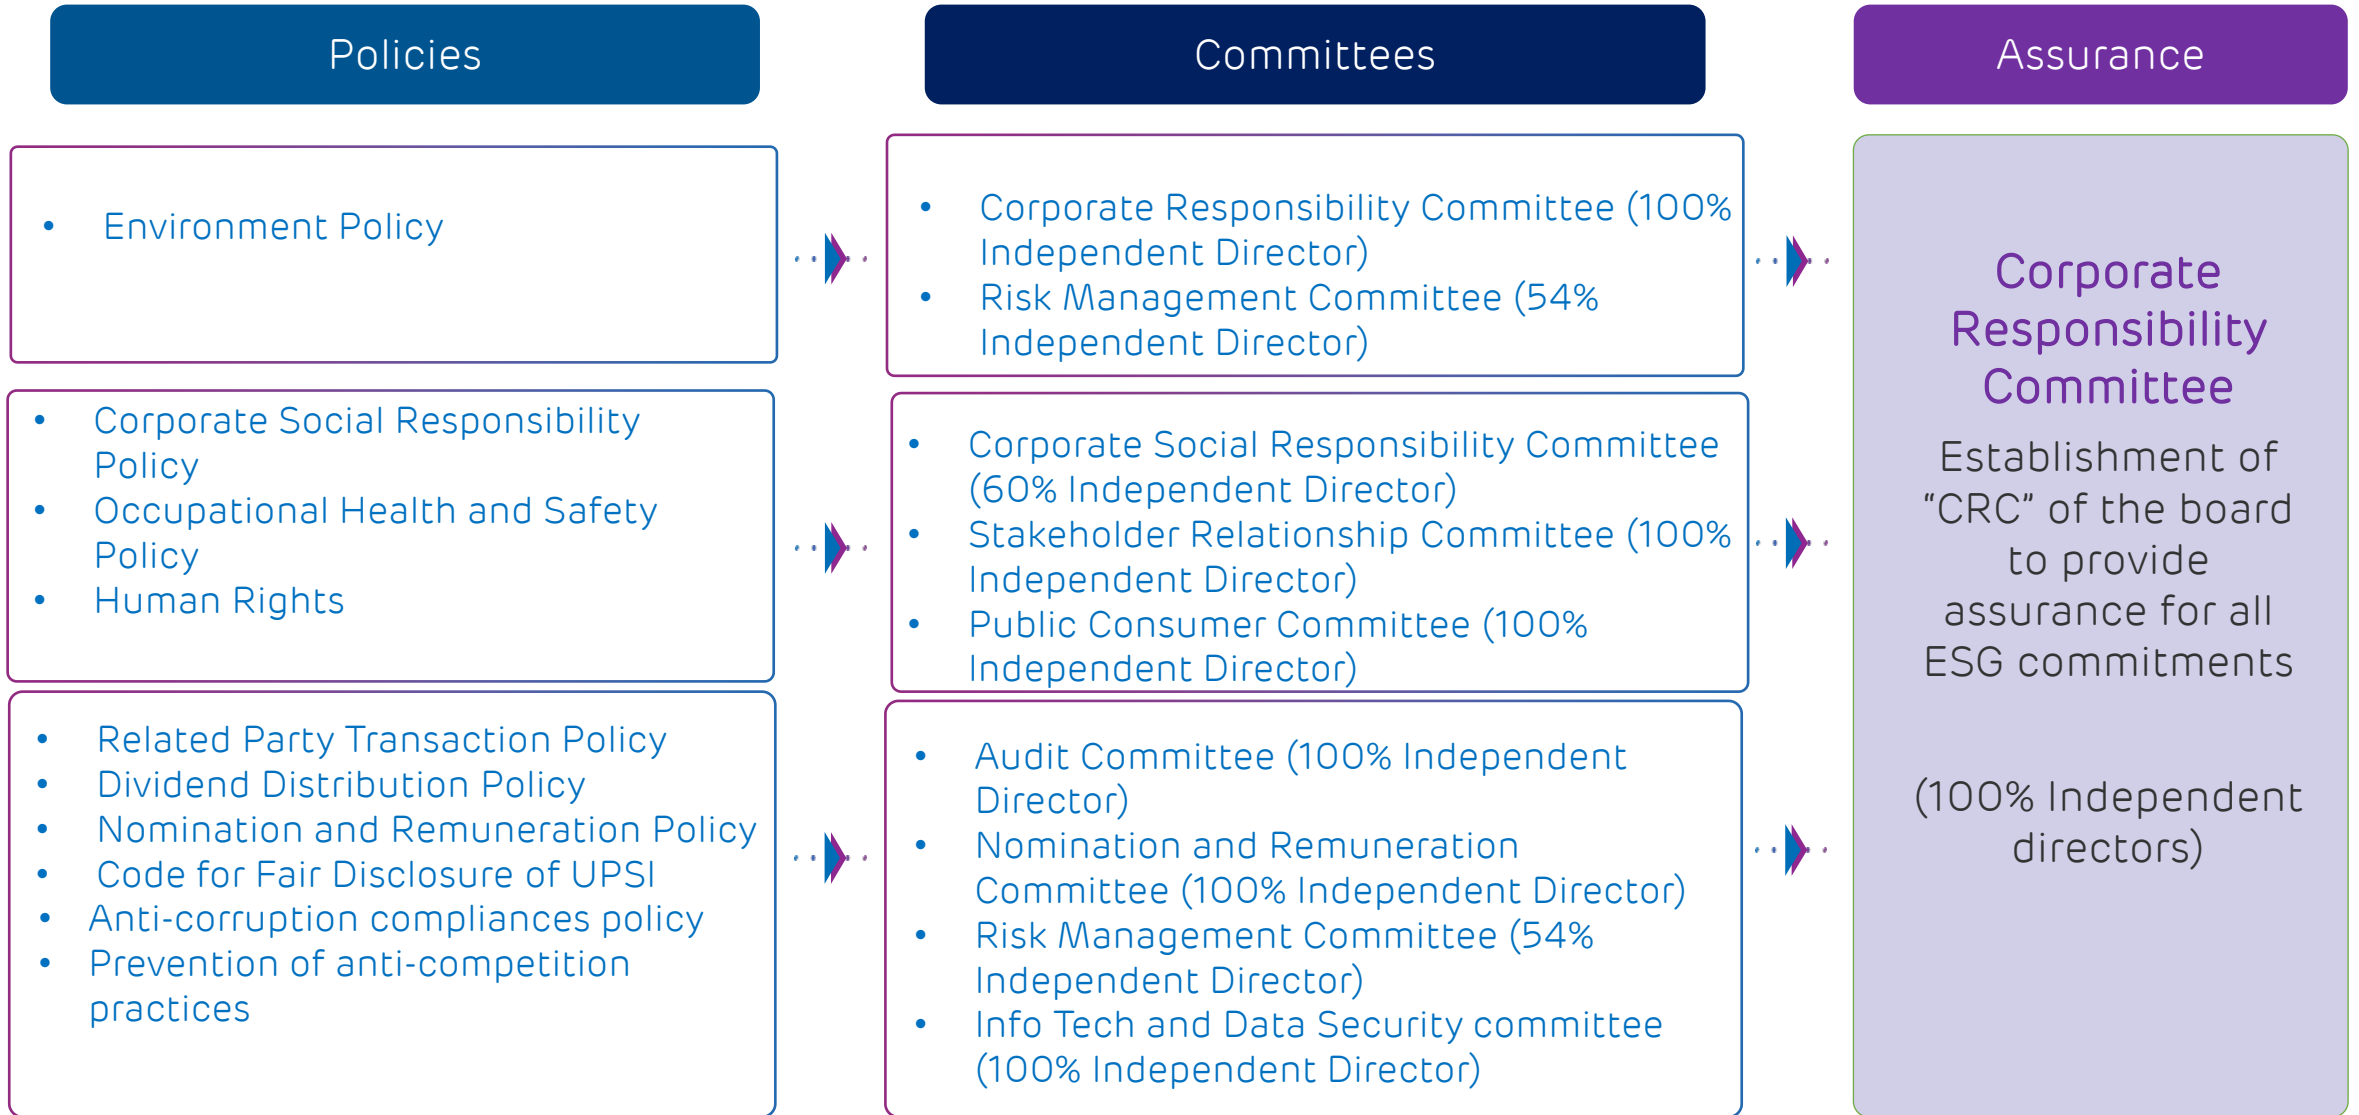 Policies
Committees
Assurance
• Environment Policy
• Corporate Responsibility Committee (100%
Independent Director)
• Risk Management Committee (54%
Independent Director)
• Corporate Social Responsibility
Policy
• Occupational Health and Safety
Policy
• Human Rights
• Corporate Social Responsibility Committee
(60% Independent Director)
• Stakeholder Relationship Committee (100%
Independent Director)
• Public Consumer Committee (100%
Independent Director)
• Related Party Transaction Policy
• Dividend Distribution Policy
• Nomination and Remuneration Policy
• Code for Fair Disclosure of UPSI
• Anti-corruption compliances policy
• Prevention of anti-competition
practices
• Audit Committee (100% Independent
Director)
• Nomination and Remuneration
Committee (100% Independent Director)
• Risk Management Committee (54%
Independent Director)
• Info Tech and Data Security committee
(100% Independent Director)
Corporate
Responsibility
Committee
Establishment of
“CRC” of the board
to provide
assurance for all
ESG commitments
(100% Independent
directors)